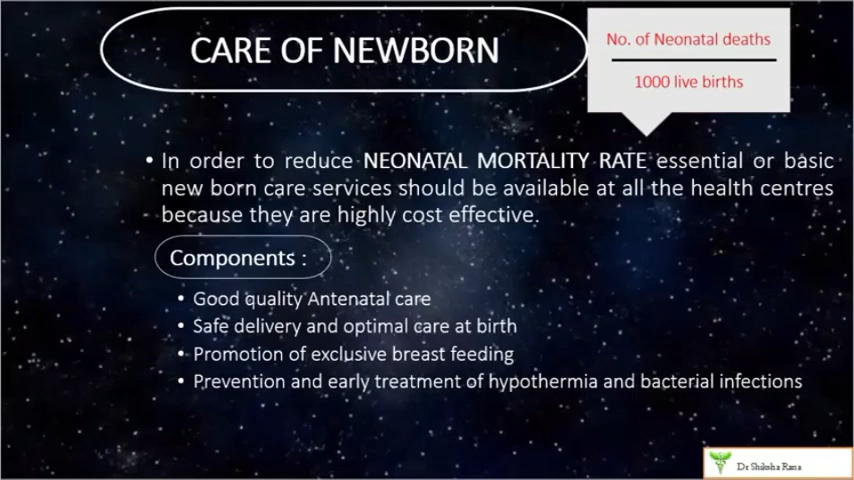 CARE OF NEWBORN
No. of Neonatal deaths
1000 live births
• In order to reduce NEONATAL MORTALITY RATE essential or basic
new born care services should be available at all the health centres
because they are highly cost effective.
Components :
• Good quality Antenatal care
• Safe delivery and optimal care at birth
• Promotion of exclusive breast feeding
• Prevention and early treatment of hypothermia and bacterial infections
Dr Shiksha Rana